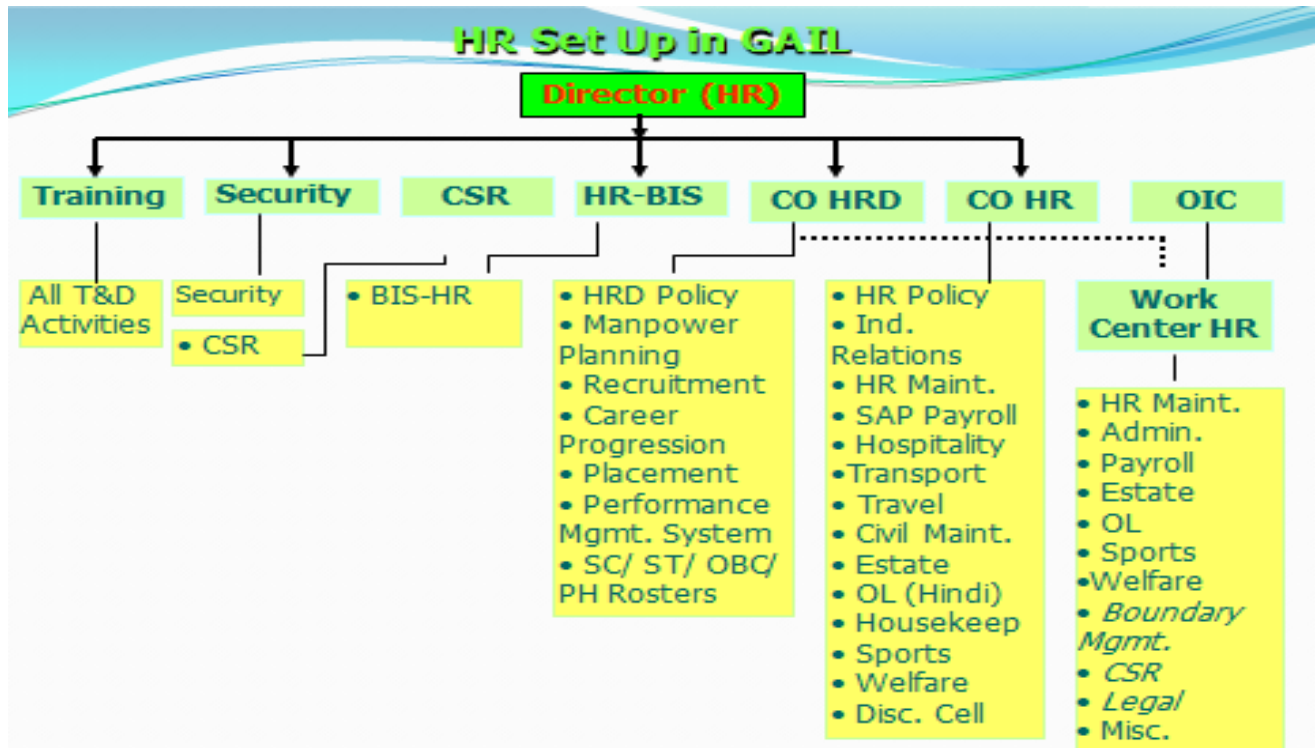 HR Set Up in GAIL
Director (HR)
Training
Security
CSR
HR-BIS
CO HRD
CO HR
OIC
All T&D
Activities
Security
• CSR
• BIS-HR
• HRD Policy
• Manpower
Planning
• Recruitment
• Career
Progression
• Placement
• Performance
Mgmt. System
• SC/ ST/ OBC/
PH Rosters
• HR Policy
• Ind.
Relations
• HR Maint.
• SAP Payroll
• Hospitality
•Transport
• Travel
• Civil Maint.
• Estate
• OL (Hindi)
• Housekeep
• Sports
• Welfare
• Disc. Cell
Work
Center HR
• HR Maint.
• Admin.
• Payroll
• Estate
• OL
• Sports
•Welfare
• Boundary
Mgmt.
• CSR
• Legal
• Misc.